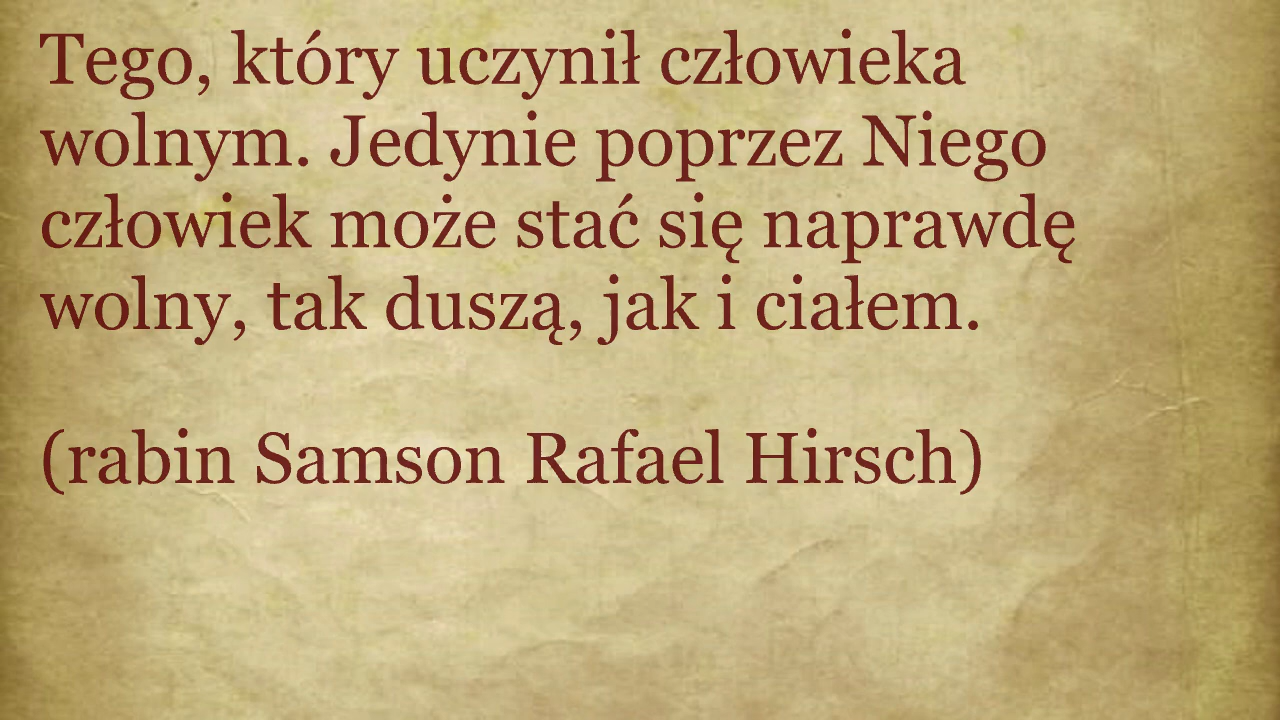 Tego, który uczynił człowieka
wolnym. Jedynie poprzez Niego
człowiek może stać się naprawdę
wolny, tak duszą, jak i ciałem.
(rabin Samson Rafael Hirsch)